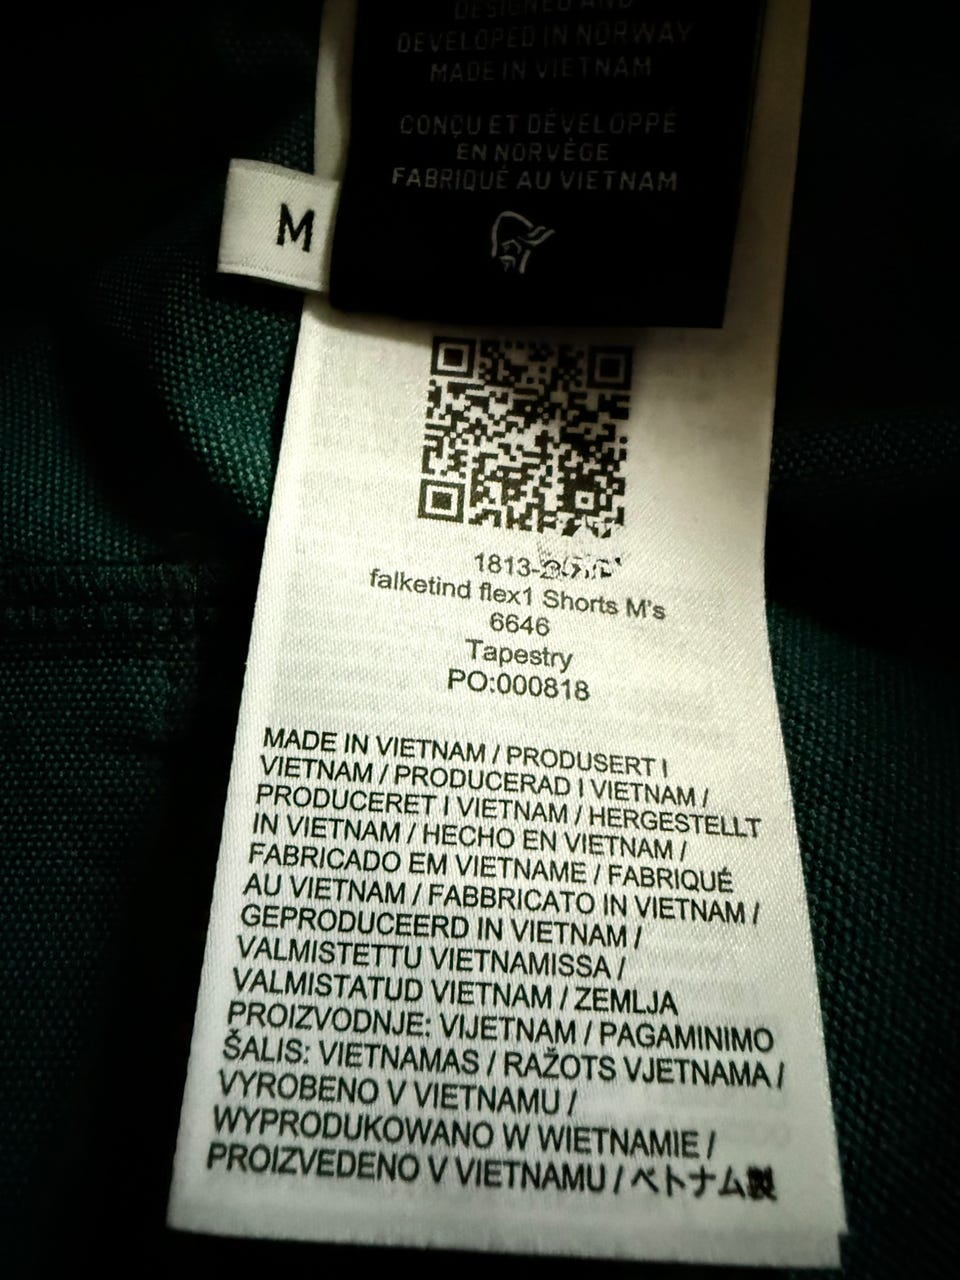 DESIGNED AND
DEVELOPED IN NORWAY
MADE IN VIETNAM
CONÇU ET DÉVELOPPÉ
EN NORVÈGE
FABRIQUÉ AU VIETNAM
M
1813-
falketind flex1 Shorts M's
6646
Tapestry
PO:000818
MADE IN VIETNAM / PRODUSERT I
VIETNAM / PRODUCERAD I VIETNAM /
PRODUCERET I VIETNAM / HERGESTELLT
IN VIETNAM / HECHO EN VIETNAM /
FABRICADO EM VIETNAME / FABRIQUÉ
AU VIETNAM / FABBRICATO IN VIETNAM /
GEPRODUCEERD IN VIETNAM /
VALMISTETTU VIETNAMISSA /
VALMISTATUD VIETNAM / ZEMLJA
PROIZVODNJE: VIJETNAM / PAGAMINIMO
ŠALIS: VIETNAMAS / RAŽOTS VJETNAMA /
VYROBENO V VIETNAMU /
WYPRODUKOWANO W WIETNAMIE /
PROIZVEDENO V VIETNAMU / ベトナム製